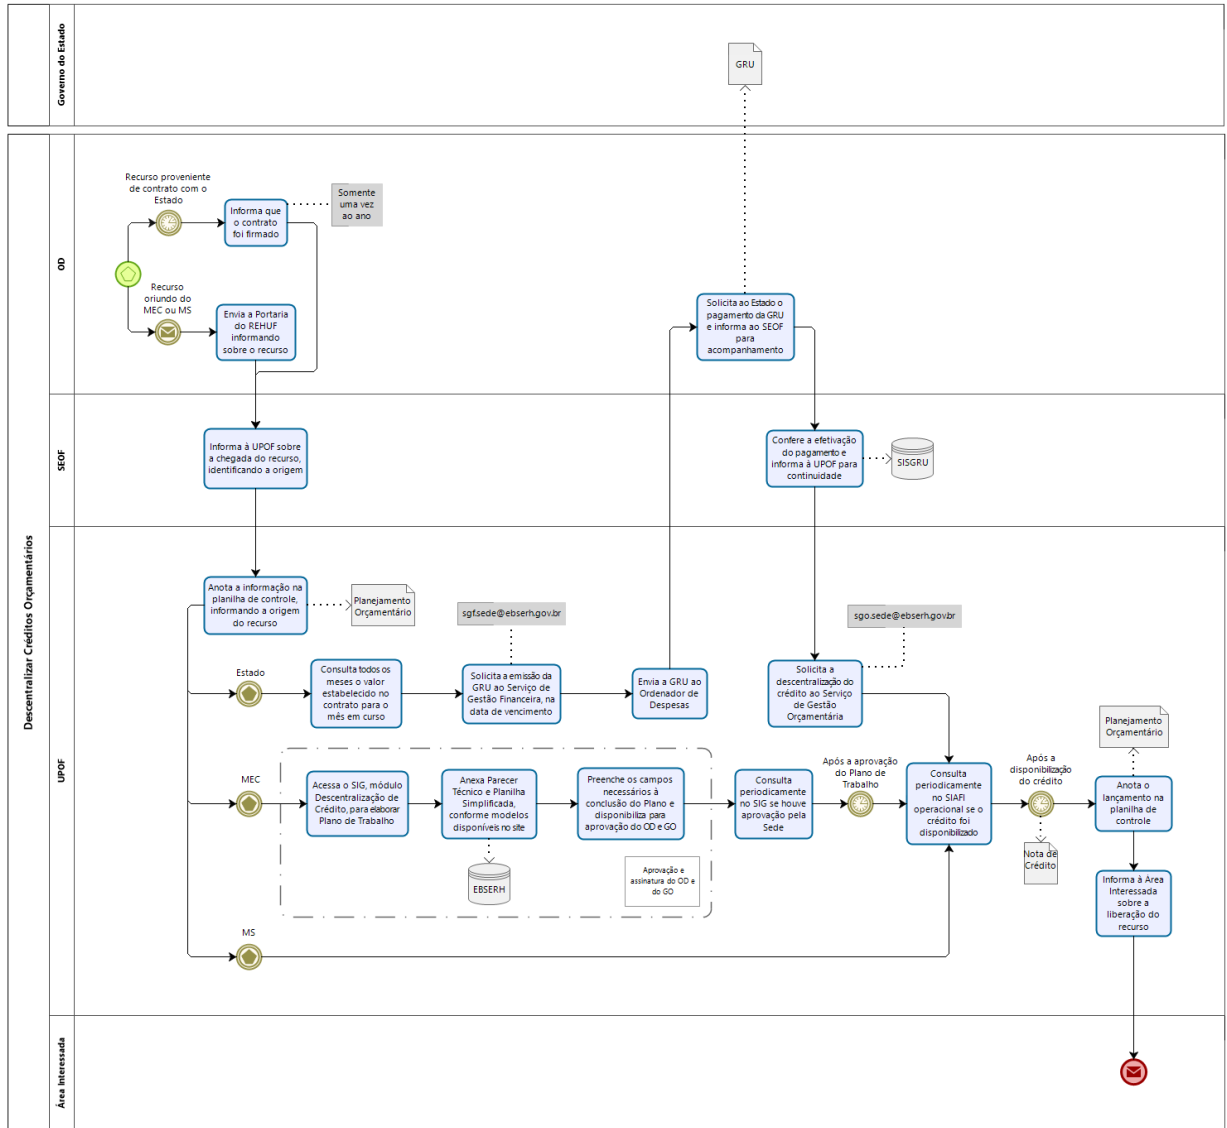 Governo do Estado
GRU
Descentralizar Créditos Orçamentários
OD
Recurso proveniente
de contrato com o
Estado
Informa que
o contrato
foi firmado
Somente
uma vez
ao ano
Recurso
oriundo do
MEC ou MS
Envia a Portaria
do REHUF
informando
sobre o recurso
Solicita ao Estado o
pagamento da GRU
e informa ao SEOF
para
acompanhamento
SEOF
Informa à UPOF sobre
a chegada do recurso,
identificando a origem
Confere a efetivação
do pagamento e
informa à UPOF para
continuidade
SISGRU
UPOF
Anota a informação na
planilha de controle,
informando a origem
do recurso
Planejamento
Orçamentário
sgf.sede@ebserh.gov.br
sgo.sede@ebserh.gov.br
Estado
Consulta todos os
meses o valor
estabelecido no
contrato para o
mês em curso
Solicita a emissão da
GRU ao Serviço de
Gestão Financeira, na
data de vencimento
Envia a GRU ao
Ordenador de
Despesas
Solicita a
descentralização do
crédito ao Serviço de
Gestão Orçamentária
MEC
Acessa o SIG, módulo
Descentralização de
Crédito, para elaborar
Plano de Trabalho
Anexa Parecer
Técnico e Planilha
Simplificada,
conforme modelos
disponíveis no site
Preenche os campos
necessários à
conclusão do Plano e
disponibiliza para
aprovação do OD e GO
EBSERH
Aprovação e
assinatura do OD e
do GO
Consulta
periodicamente
no SIG se houve
aprovação pela
Sede
Após a aprovação
do Plano de
Trabalho
Consulta
periodicamente
no SIAFI
operacional se o
crédito foi
disponibilizado
Após a
disponibilização
do crédito
Nota de
Crédito
Planejamento
Orçamentário
Anota o
lançamento na
planilha de
controle
Informa à Area
Interessada
sobre a
liberação do
recurso
MS
Área Interessada